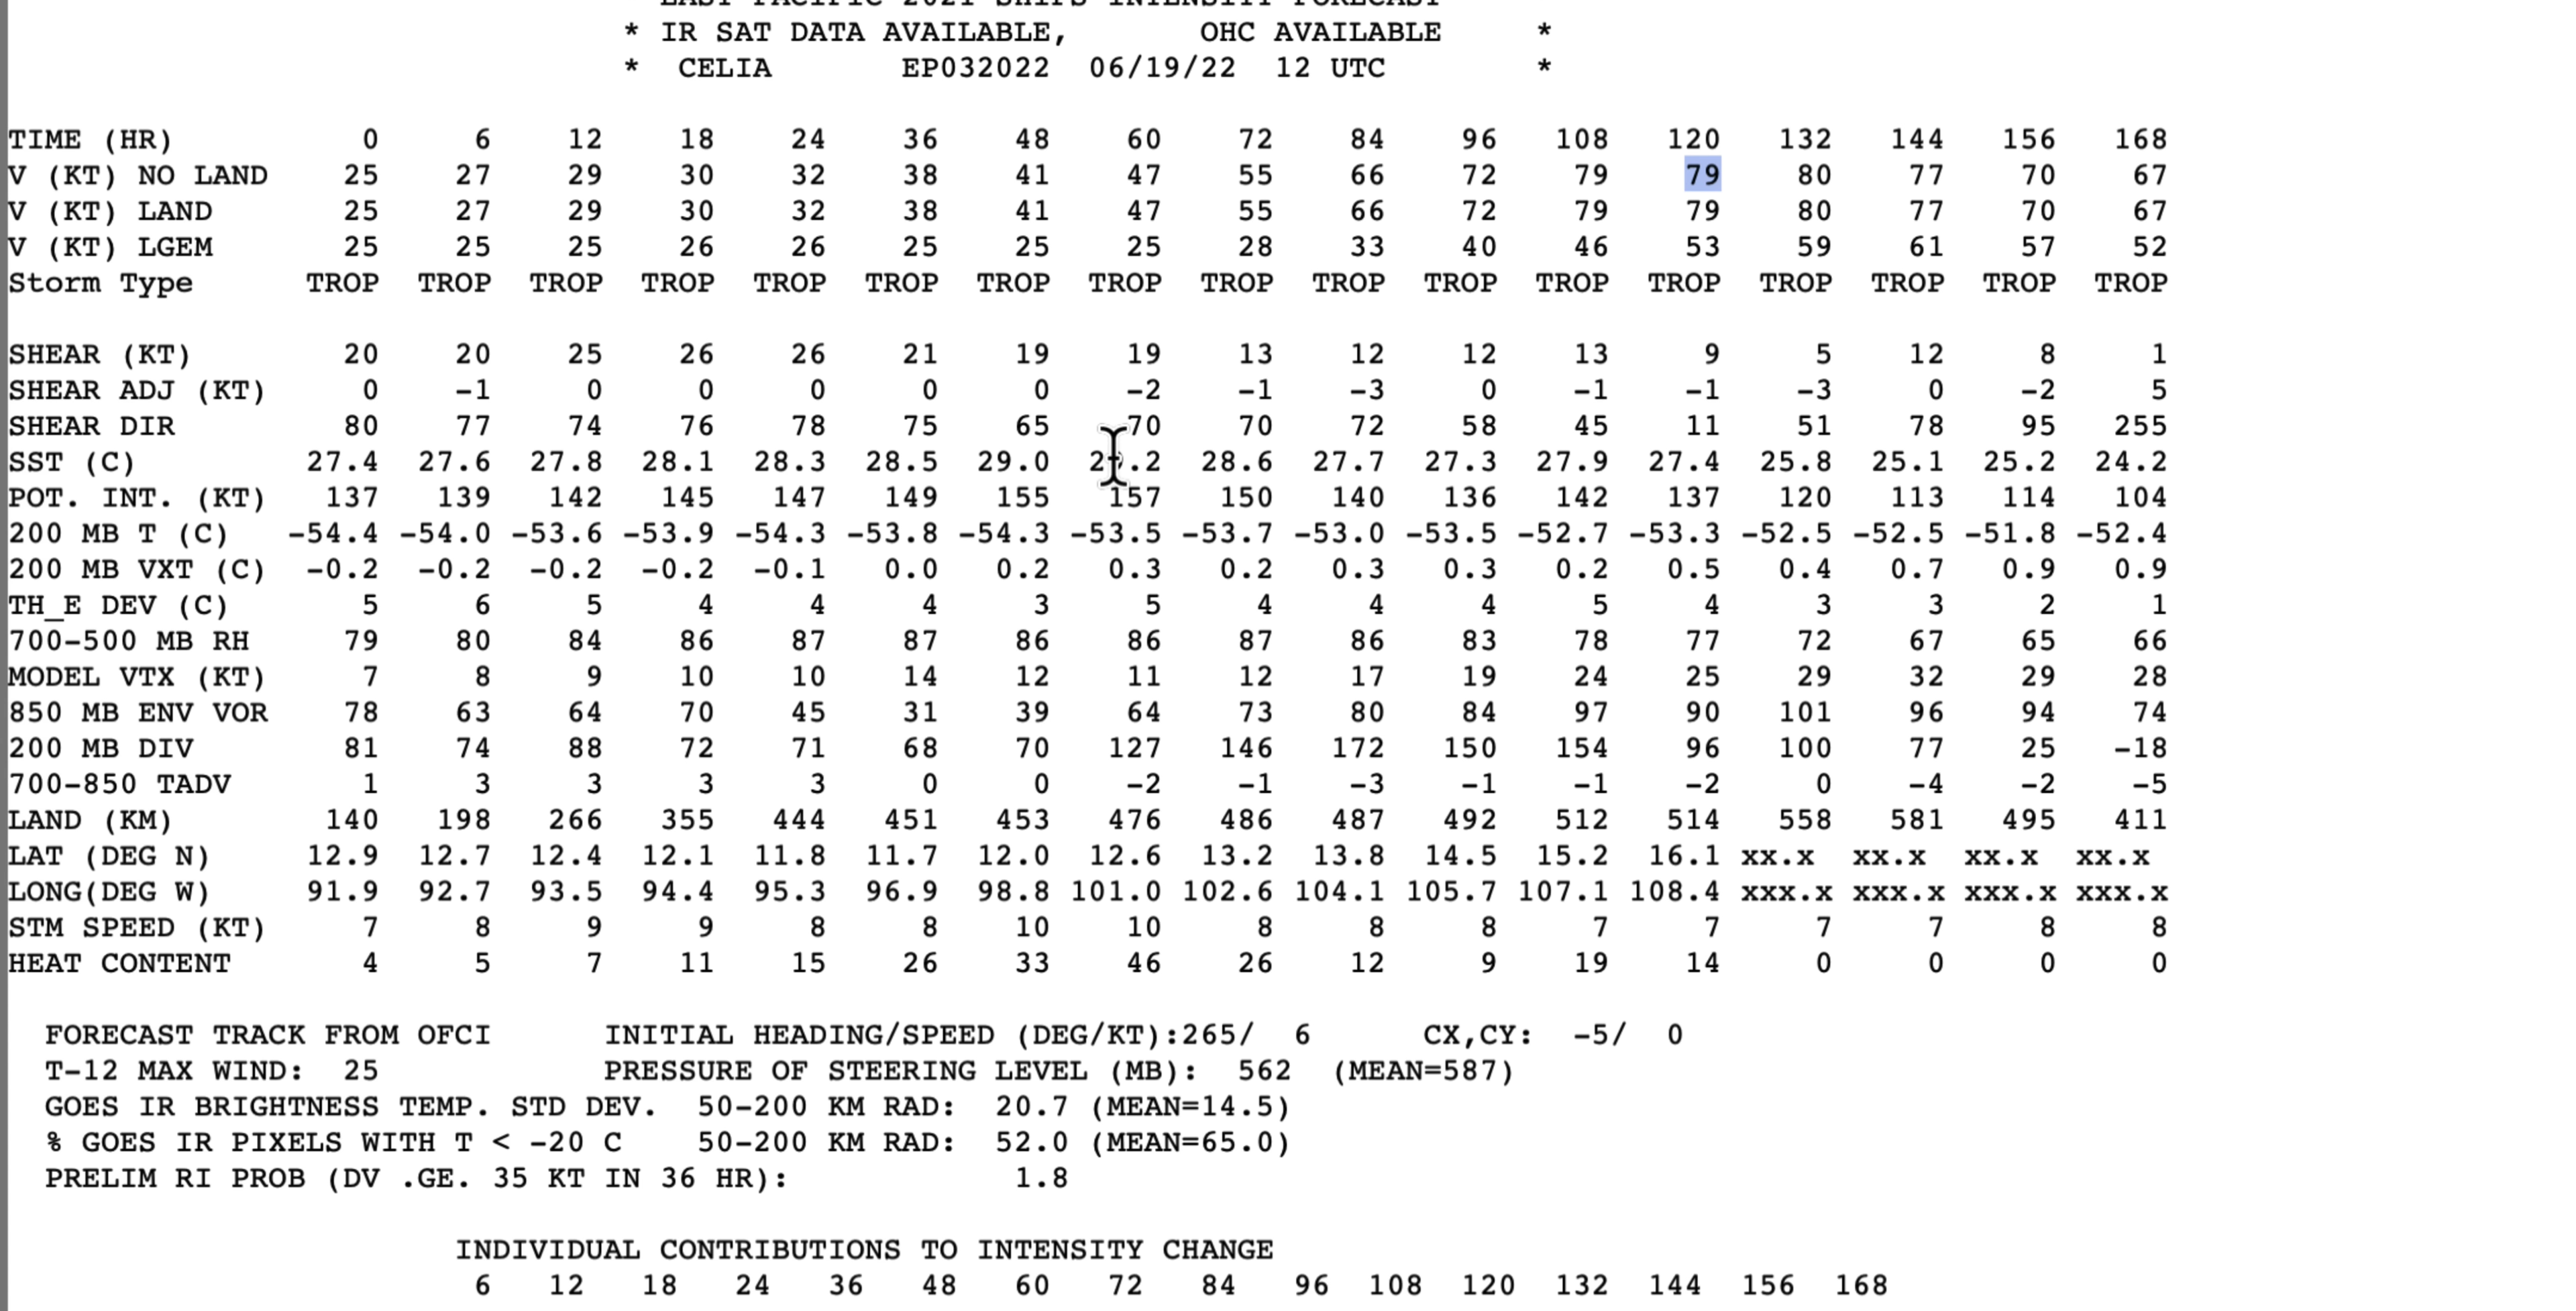 EAST PACIFIC 2021 SHIPS INTENSITY FORECAST
* IR SAT DATA AVAILABLE, OHC AVAILABLE *
* CELIA EP032022 06/19/22 12 UTC *
TIME (HR) 0 6 12 18 24 36 48 60 72 84 96 108 120 132 144 156 168
V (KT) NO LAND 25 27 29 30 32 38 41 47 55 66 72 79 79 80 77 70 67
V (KT) LAND 25 27 29 30 32 38 41 47 55 66 72 79 79 80 77 70 67
V (KT) LGEM 25 25 25 26 26 25 25 25 28 33 40 46 53 59 61 57 52
Storm Type TROP TROP TROP TROP TROP TROP TROP TROP TROP TROP TROP TROP TROP TROP TROP TROP TROP
SHEAR (KT) 20 20 25 26 26 21 19 19 13 12 12 13 9 5 12 8 1
SHEAR ADJ (KT) 0 -1 0 0 0 0 0 -2 -1 -3 0 -1 -1 -3 0 -2 5
SHEAR DIR 80 77 74 76 78 75 65 70 70 72 58 45 11 51 78 95 255
SST (C) 27.4 27.6 27.8 28.1 28.3 28.5 29.0 28.6 27.7 27.3 27.9 27.4 25.8 25.1 25.2 24.2
POT. INT. (KT) 137 139 142 145 147 149 155 157 150 140 136 142 137 120 113 114 104
200 MB T (C) -54.4 -54.0 -53.6 -53.9 -54.3 -53.8 -54.3 -53.5 -53.7 -53.0 -53.5 -52.7 -53.3 -52.5 -52.5 -51.8 -52.4
200 MB VXT (C) -0.2 -0.2 -0.2 -0.2 -0.1 0.0 0.2 0.3 0.2 0.3 0.3 0.2 0.5 0.4 0.7 0.9 0.9
TH_E DEV (C) 5 6 5 4 4 4 3 5 4 4 4 5 4 3 3 2 1
700-500 MB RH 79 80 84 86 87 87 86 86 87 86 83 78 77 72 67 65 66
MODEL VTX (KT) 7 8 9 10 10 14 12 11 12 17 19 24 25 29 32 29 28
850 MB ENV VOR 78 63 64 70 45 31 39 64 73 80 84 97 90 101 96 94 74
200 MB DIV 81 74 88 72 71 68 70 127 146 172 150 154 96 100 77 25 -18
700-850 TADV 1 3 3 3 3 0 0 -2 -1 -3 -1 -1 -2 0 -4 -2 -5
LAND (KM) 140 198 266 355 444 451 453 476 486 487 492 512 514 558 581 495 411
LAT (DEG N) 12.9 12.7 12.4 12.1 11.8 11.7 12.0 12.6 13.2 13.8 14.5 15.2 16.1 xx.x xx.x xx.x xx.x
LONG(DEG W) 91.9 92.7 93.5 94.4 95.3 96.9 98.8 101.0 102.6 104.1 105.7 107.1 108.4 xxx.x xxx.x xxx.x xxx.x
STM SPEED (KT) 7 8 9 9 8 8 10 10 8 8 8 7 7 7 7 8 8
HEAT CONTENT 4 5 7 11 15 26 33 46 26 12 9 19 14 0 0 0 0
FORECAST TRACK FROM OFCI INITIAL HEADING/SPEED (DEG/KT):265/ 6 CX,CY: -5/ 0
T-12 MAX WIND: 25 PRESSURE OF STEERING LEVEL (MB): 562 (MEAN=587)
GOES IR BRIGHTNESS TEMP. STD DEV. 50-200 KM RAD: 20.7 (MEAN=14.5)
% GOES IR PIXELS WITH T < -20 C 50-200 KM RAD: 52.0 (MEAN=65.0)
PRELIM RI PROB (DV .GE. 35 KT IN 36 HR): 1.8
INDIVIDUAL CONTRIBUTIONS TO INTENSITY CHANGE
6 12 18 24 36 48 60 72 84 96 108 120 132 144 156 168